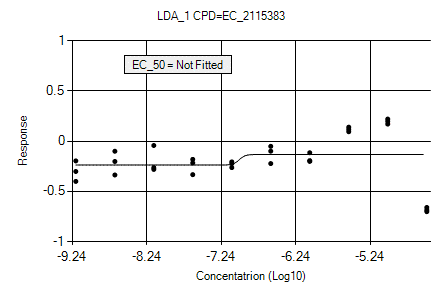 LDA_1 CPD=EC_2115383
1
EC_50 = Not Fitted
0.5
0
Response
-0.5
-1
-9.24 -8.24 -7.24 -6.24 -5.24
Concentatrion (Log10)